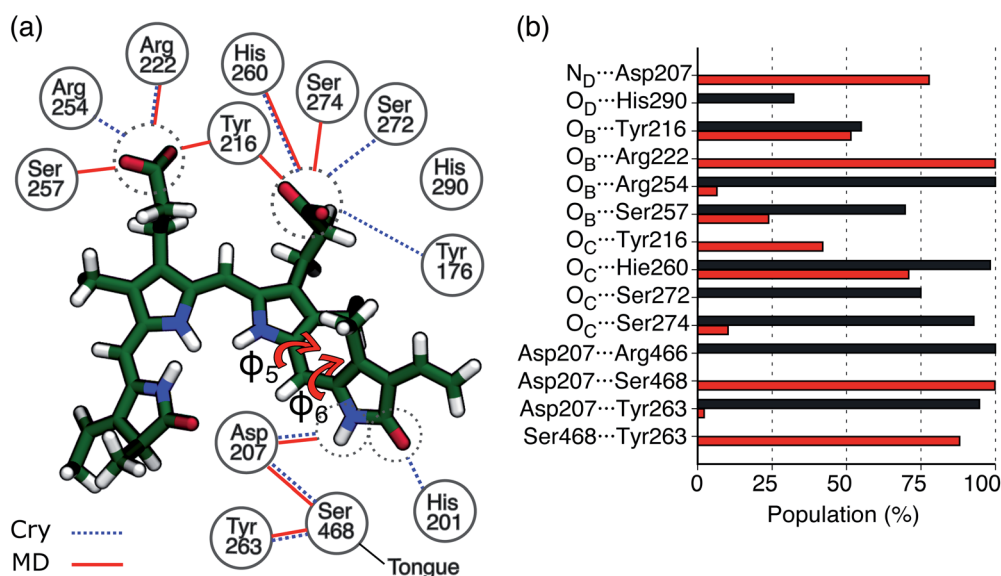 (a)
Arg
222
His
260
Ser
274
Arg
254
Tyr
216
Ser
272
Ser
257
His
290
Tyr
176
ϕ5
ϕ6
Asp
207
His
201
Ser
468
Tyr
263
Tongue
Cry
MD
(b)
ND···Asp207
OD···His290
OB···Tyr216
OB···Arg222
OB···Arg254
OB···Ser257
OC···Tyr216
OC···Hie260
OC···Ser272
OC···Ser274
Asp207···Arg466
Asp207···Ser468
Asp207···Tyr263
Ser468···Tyr263
0 25 50 75 100
Population (%)